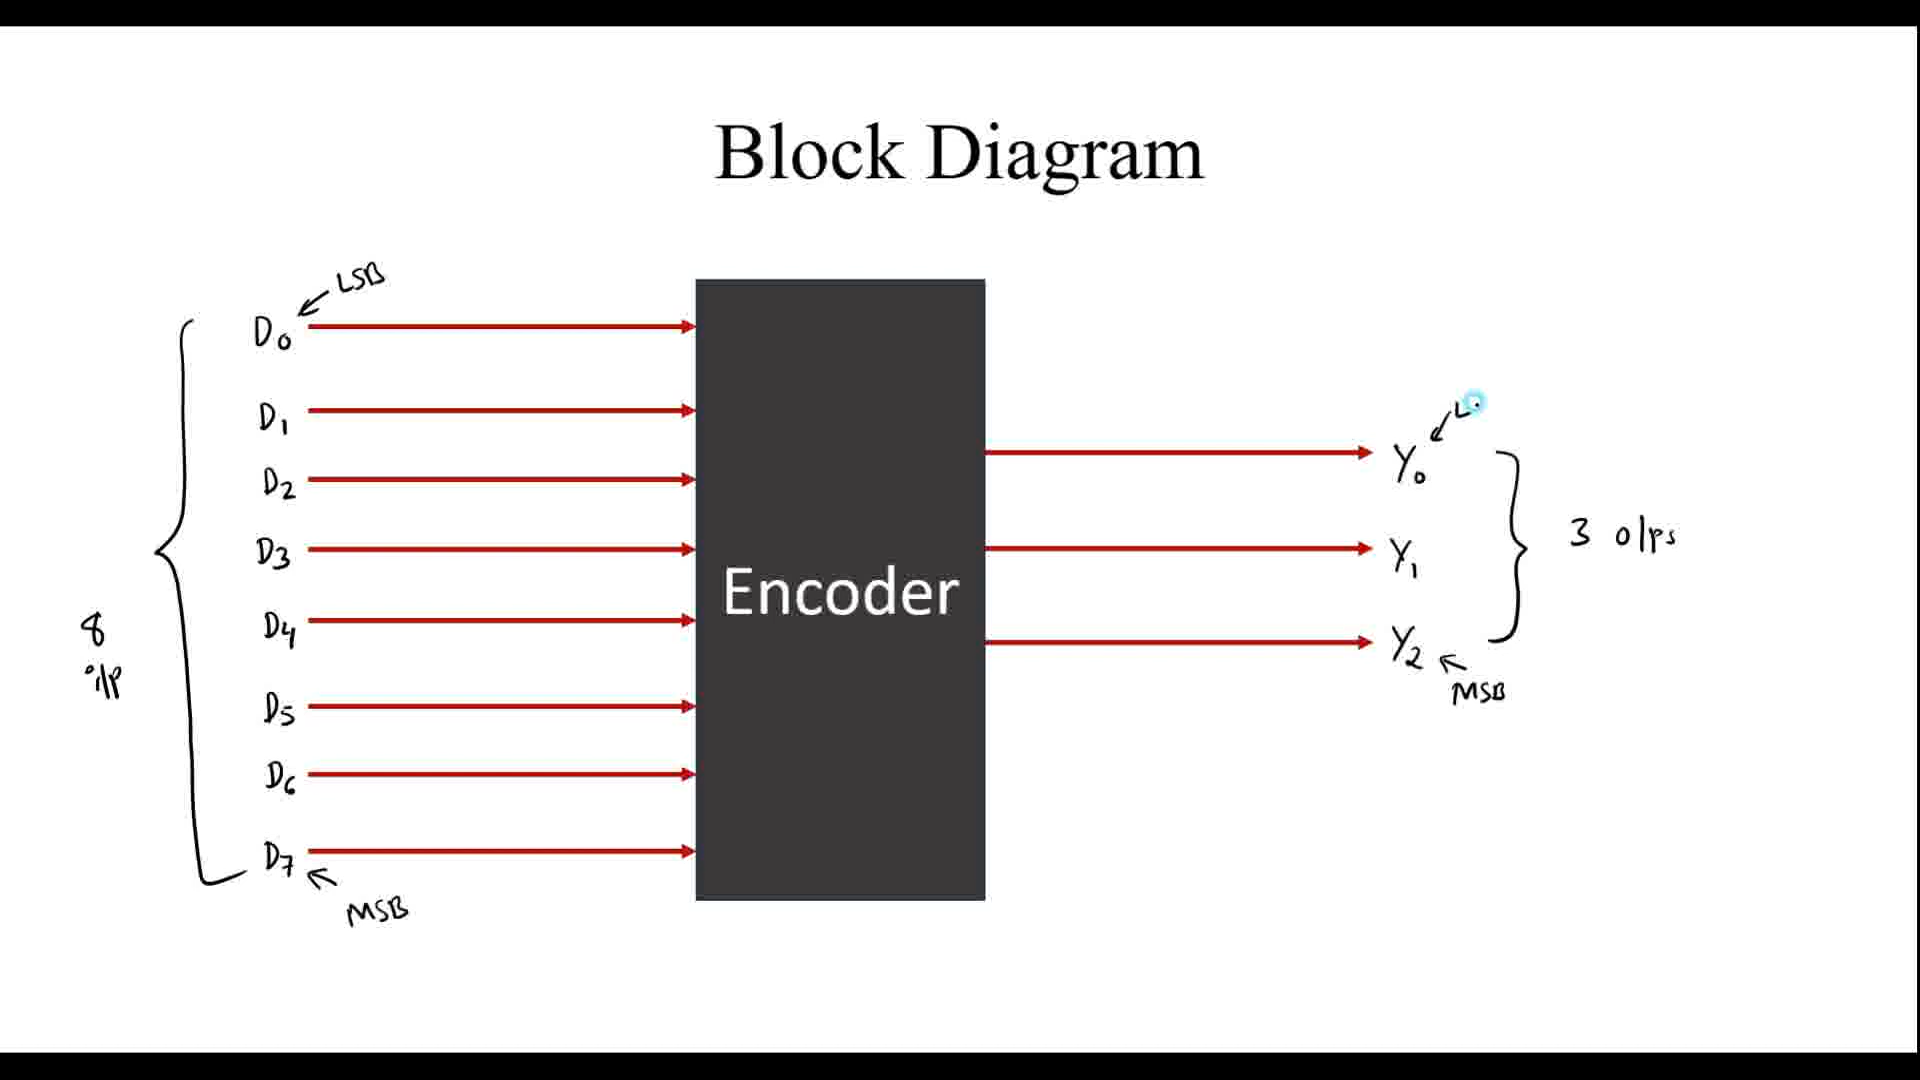 Block Diagram
LSB
D0
D1
D2
D3
D4
D5
D6
D7
MSB
8
i/p
Encoder
L
Y0
Y1
Y2
MSB
3 o/ps